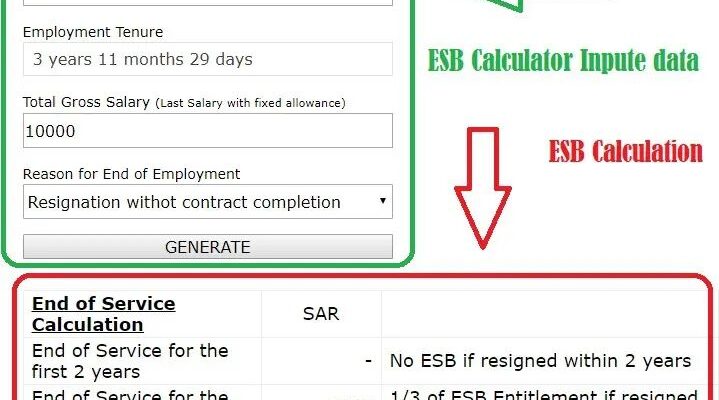 Employment Tenure
3 years 11 months 29 days
ESB Calculator Inpute data
Total Gross Salary (Last Salary with fixed allowance)
10000
ESB Calculation
Reason for End of Employment
Resignation withot contract completion
GENERATE
End of Service
Calculation
SAR
End of Service for the
first 2 years
-
No ESB if resigned within 2 years
End of Service for the
1/3 of ESB Entitlement if resigned